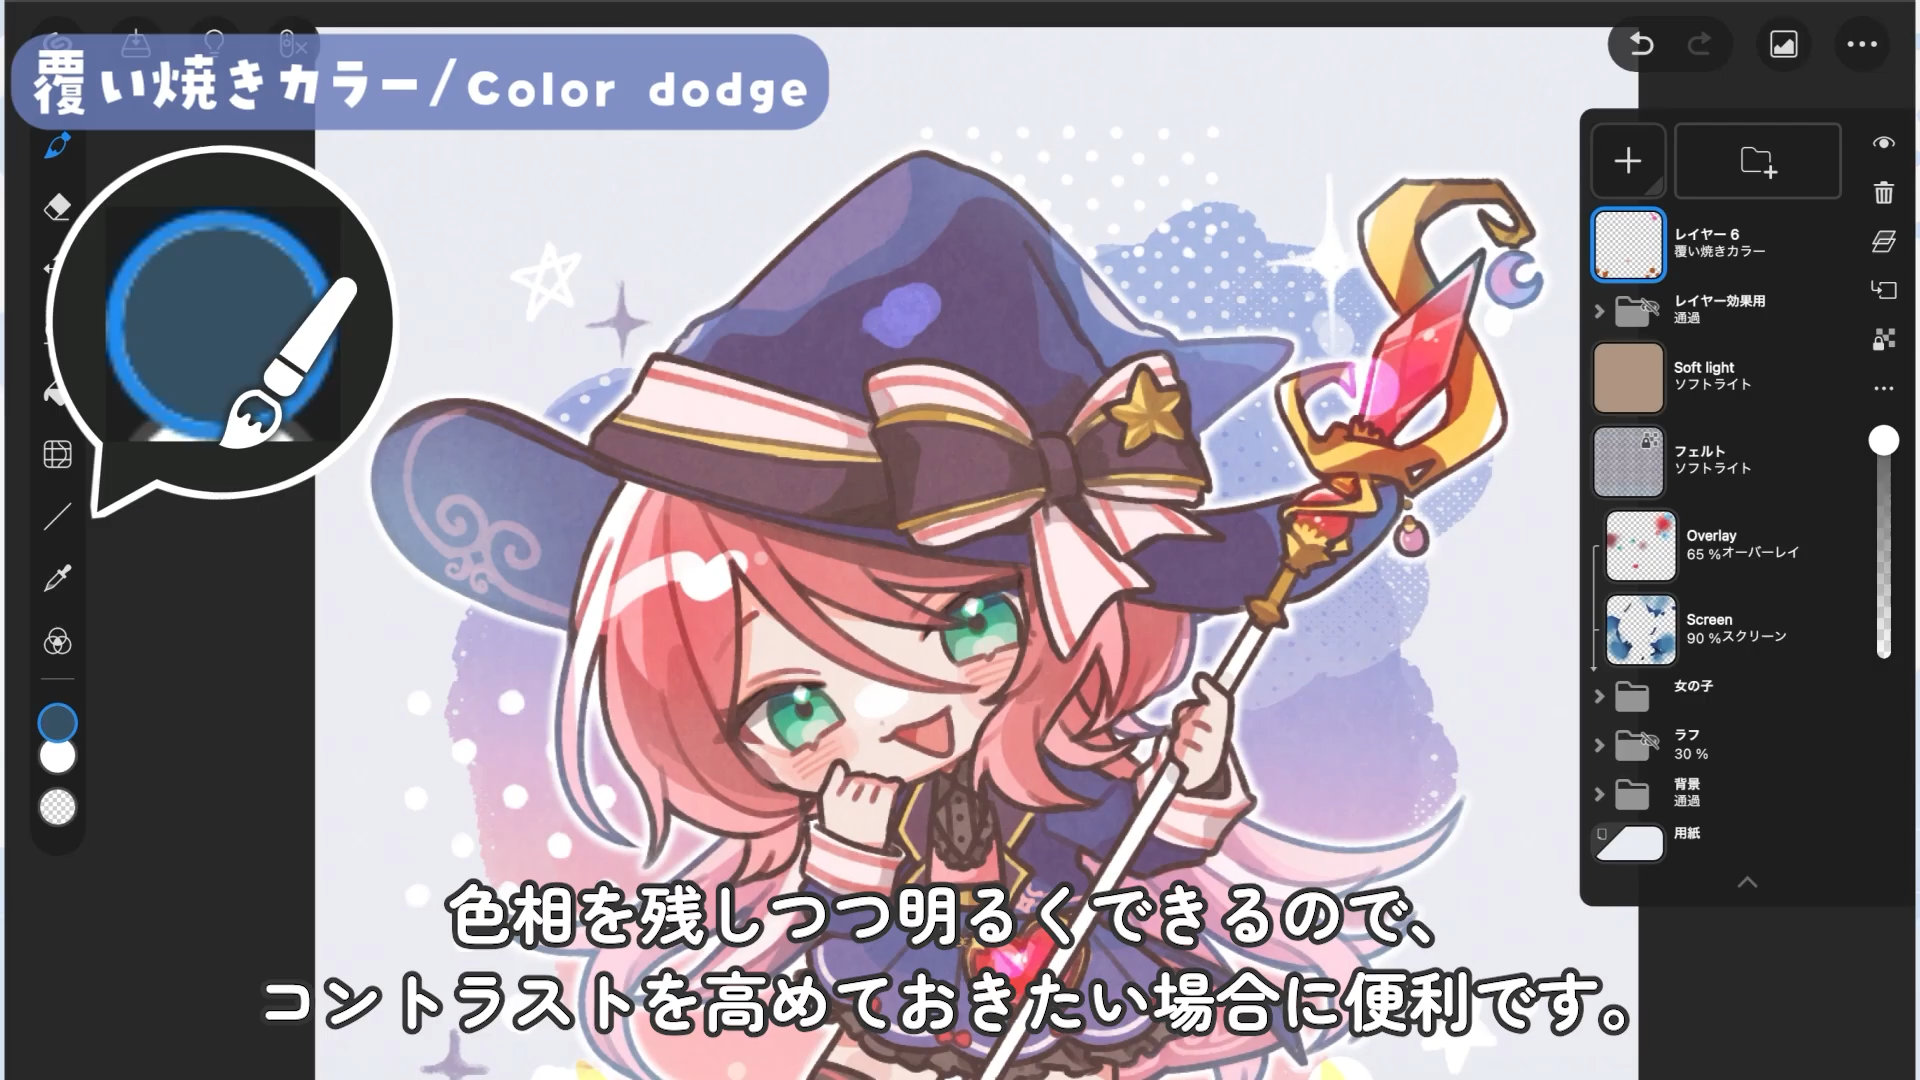 覆い焼きカラー/Color dodge
レイヤー 6
覆い焼きカラー
レイヤー効果用
通過
Soft light
ソフトライト
フェルト
ソフトライト
Overlay
65 %オーバーレイ
Screen
90 %スクリーン
女の子
ラフ
30 %
背景
通過
用紙
色相を残しつつ明るくできるので、
コントラストを高めておきたい場合に便利です。